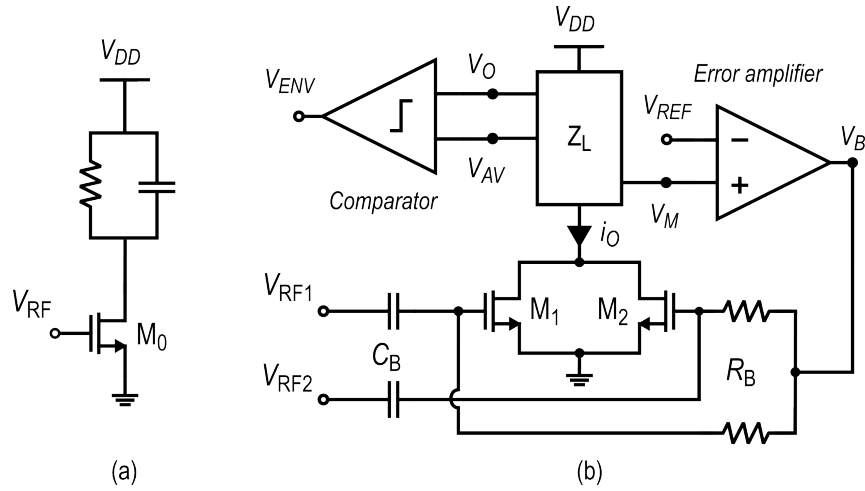 V_DD
V_RF
M_0
(a)
V_DD
V_ENV
V_O
V_AV
Comparator
Z_L
Error amplifier
V_REF
−
+
V_B
V_M
i_O
V_RF1
M_1
M_2
V_RF2
C_B
R_B
(b)